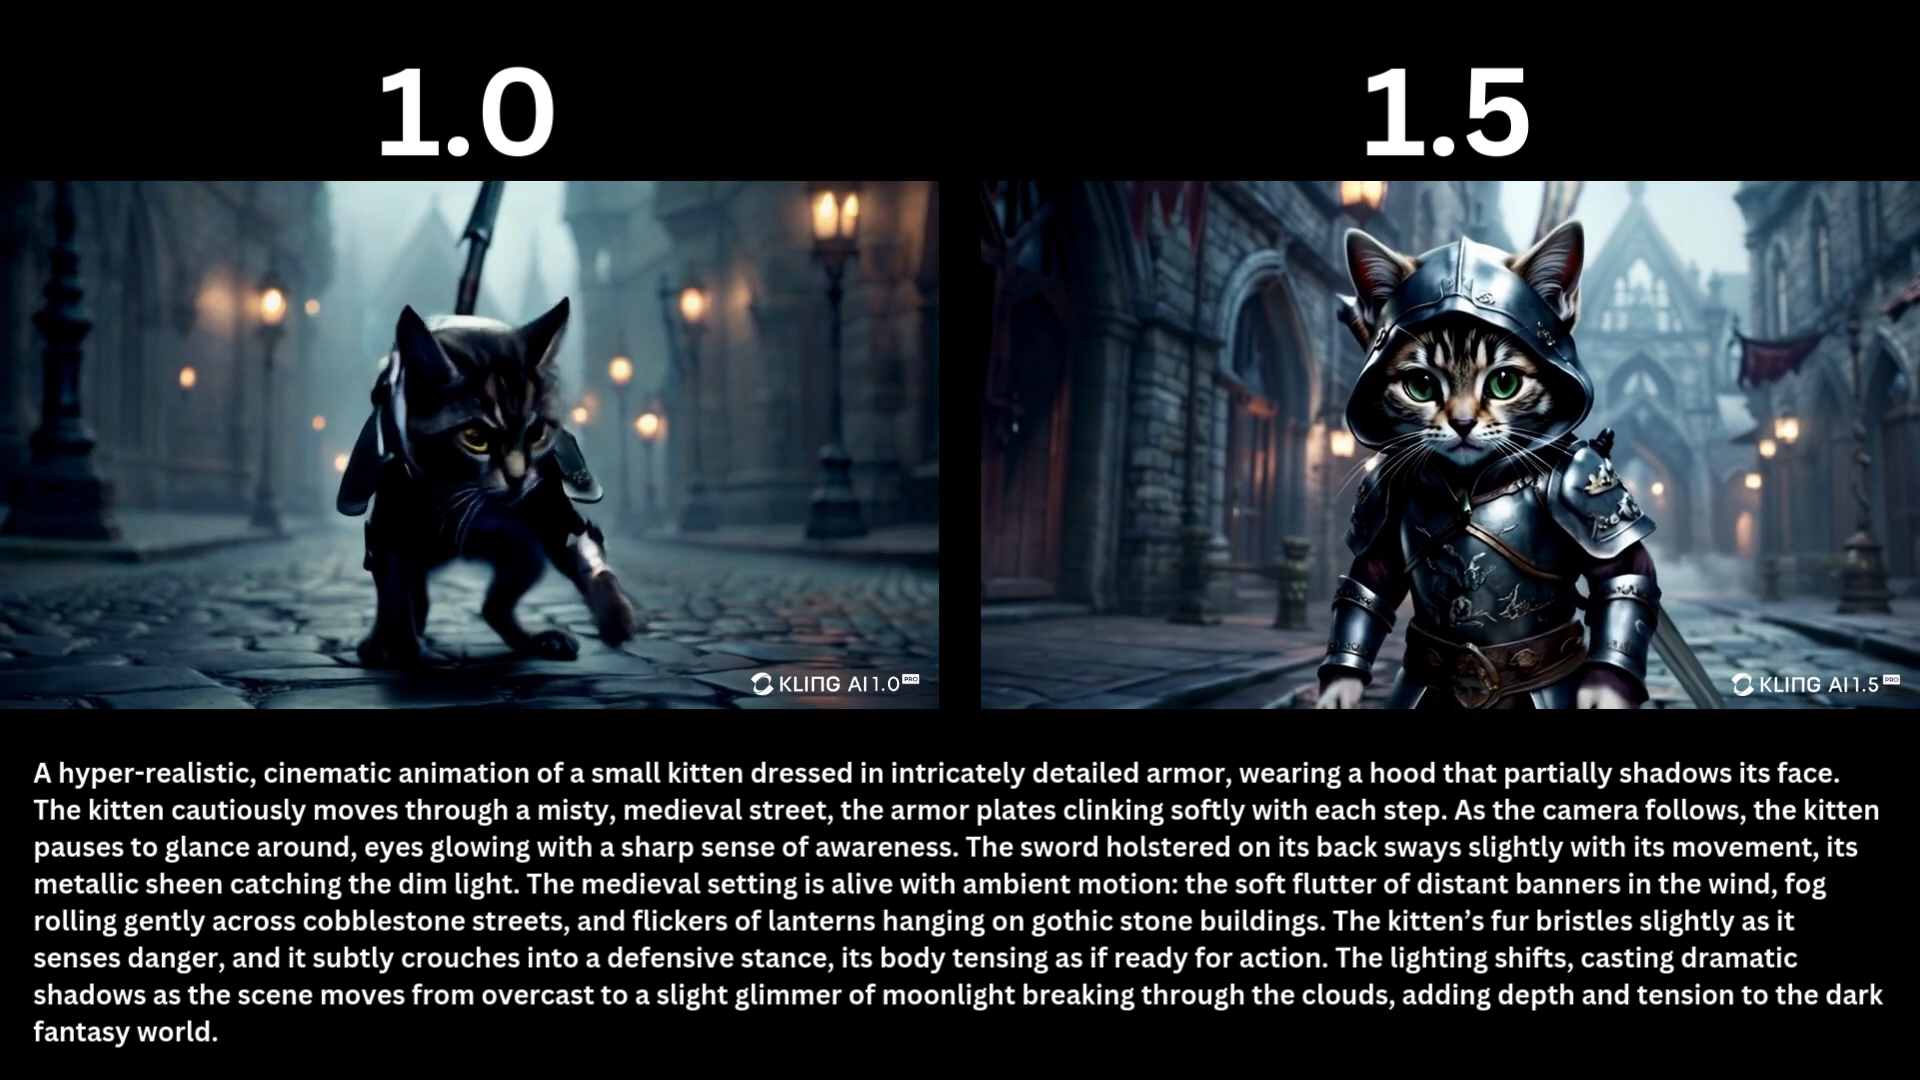 1.0
1.5
KLING AI 1.0 PRO
KLING AI 1.5 PRO
A hyper-realistic, cinematic animation of a small kitten dressed in intricately detailed armor, wearing a hood that partially shadows its face.
The kitten cautiously moves through a misty, medieval street, the armor plates clinking softly with each step. As the camera follows, the kitten
pauses to glance around, eyes glowing with a sharp sense of awareness. The sword holstered on its back sways slightly with its movement, its
metallic sheen catching the dim light. The medieval setting is alive with ambient motion: the soft flutter of distant banners in the wind, fog
rolling gently across cobblestone streets, and flickers of lanterns hanging on gothic stone buildings. The kitten’s fur bristles slightly as it
senses danger, and it subtly crouches into a defensive stance, its body tensing as if ready for action. The lighting shifts, casting dramatic
shadows as the scene moves from overcast to a slight glimmer of moonlight breaking through the clouds, adding depth and tension to the dark
fantasy world.